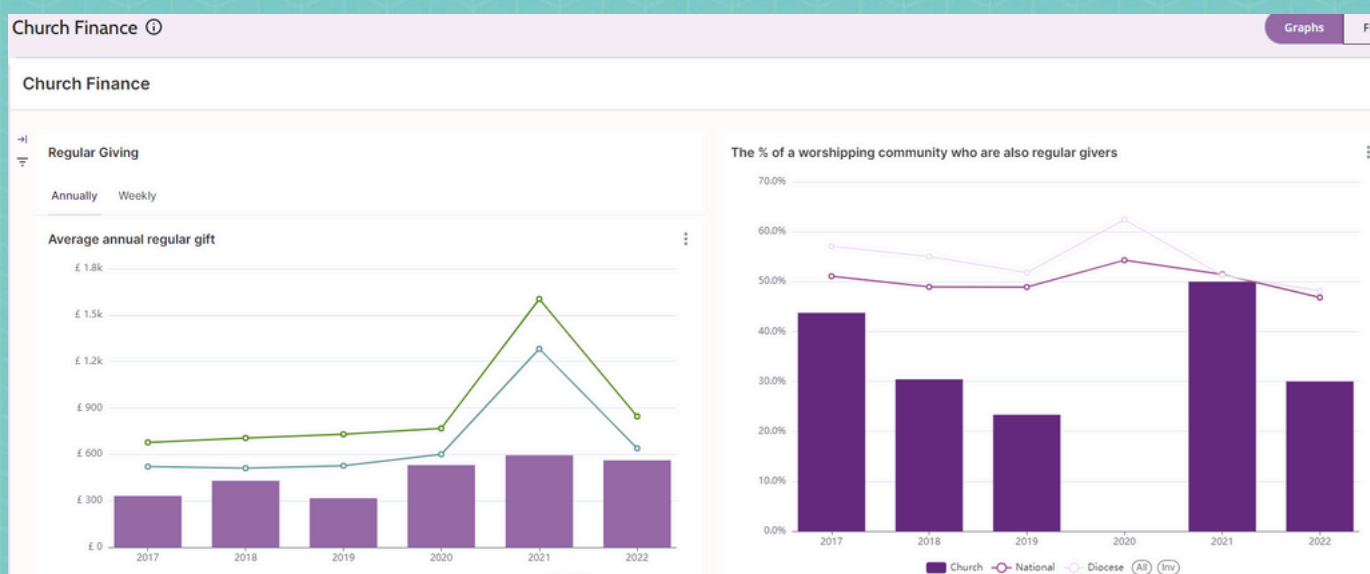 Church Finance
Graphs
Church Finance
Regular Giving
Annually Weekly
Average annual regular gift
£ 1.8k
£ 1.5k
£ 1.2k
£ 900
£ 600
£ 300
£ 0
2017 2018 2019 2020 2021 2022
The % of a worshipping community who are also regular givers
70.0%
60.0%
50.0%
40.0%
30.0%
20.0%
10.0%
0.0%
2017 2018 2019 2020 2021 2022
Church National Diocese All Inv